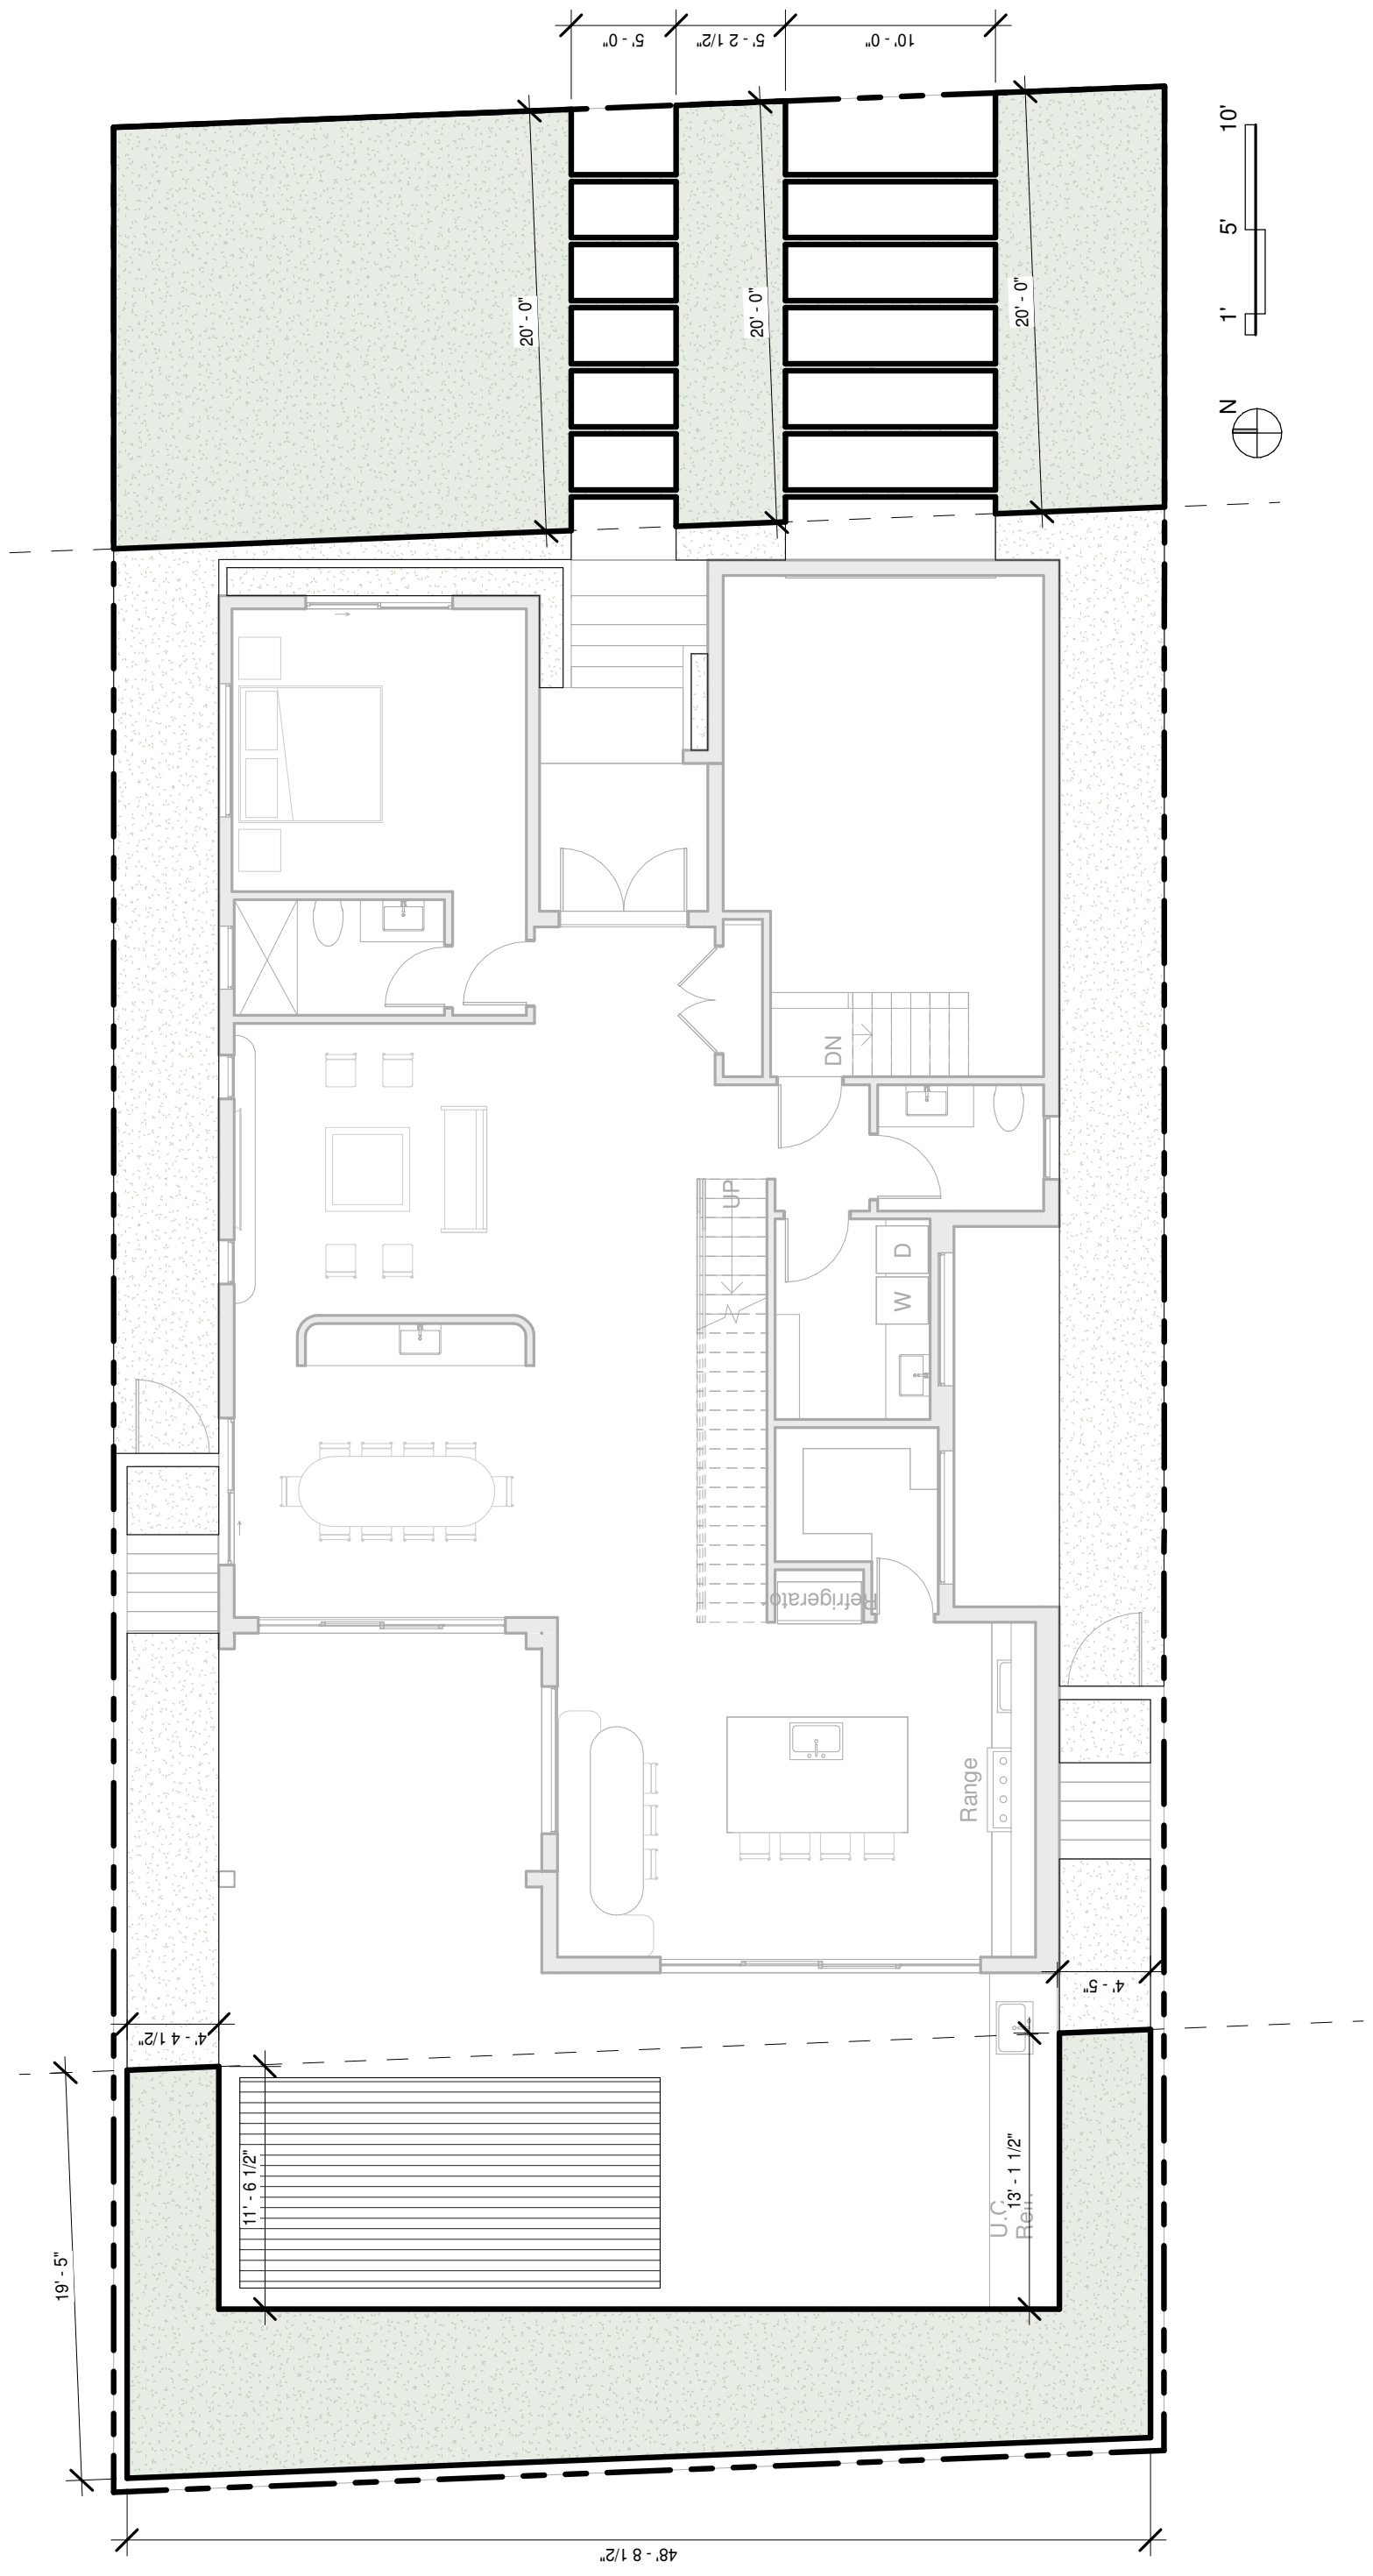 5' - 0"
5' - 2 1/2"
10' - 0"
20' - 0"
20' - 0"
20' - 0"
1'
5'
10'
N
DN
UP
D
W
Refrigerator
Range
4' - 5"
4' - 4 1/2"
11' - 6 1/2"
13' - 1 1/2"
U.C.
Refr.
19' - 5"
48' - 8 1/2"